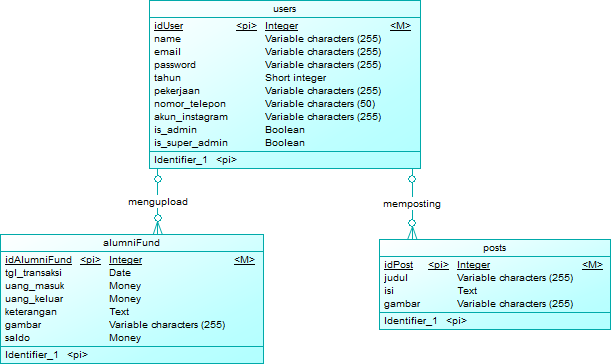 users
idUser <pi> Integer <M>
name Variable characters (255)
email Variable characters (255)
password Variable characters (255)
tahun Short integer
pekerjaan Variable characters (255)
nomor_telepon Variable characters (50)
akun_instagram Variable characters (255)
is_admin Boolean
is_super_admin Boolean
Identifier_1 <pi>
mengupload
memposting
alumniFund
idAlumniFund <pi> Integer <M>
tgl_transaksi Date
uang_masuk Money
uang_keluar Money
keterangan Text
gambar Variable characters (255)
saldo Money
Identifier_1 <pi>
posts
idPost <pi> Integer <M>
judul Variable characters (255)
isi Text
gambar Variable characters (255)
Identifier_1 <pi>